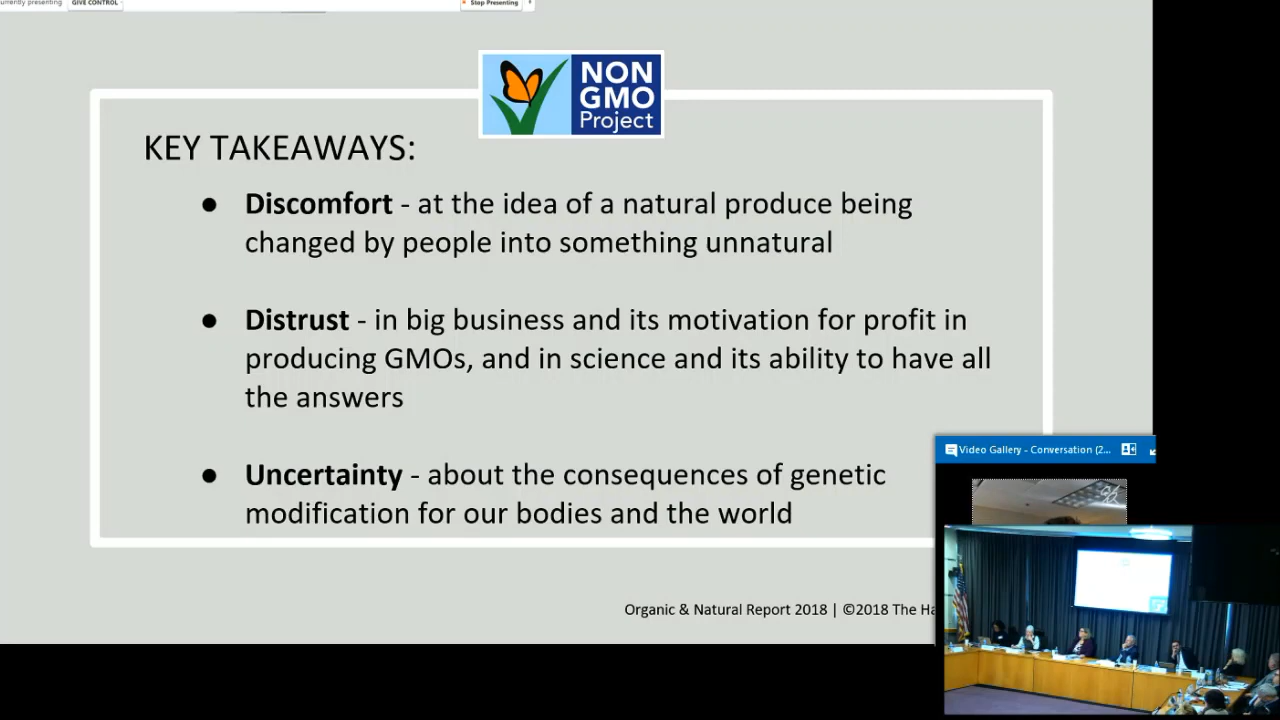 urrently presenting GIVE CONTROL Stop Presenting
NON
GMO
Project
KEY TAKEAWAYS:
● Discomfort - at the idea of a natural produce being
changed by people into something unnatural
● Distrust - in big business and its motivation for profit in
producing GMOs, and in science and its ability to have all
the answers
● Uncertainty - about the consequences of genetic
modification for our bodies and the world
Video Gallery - Conversation (2...
Organic & Natural Report 2018 | ©2018 The Ha